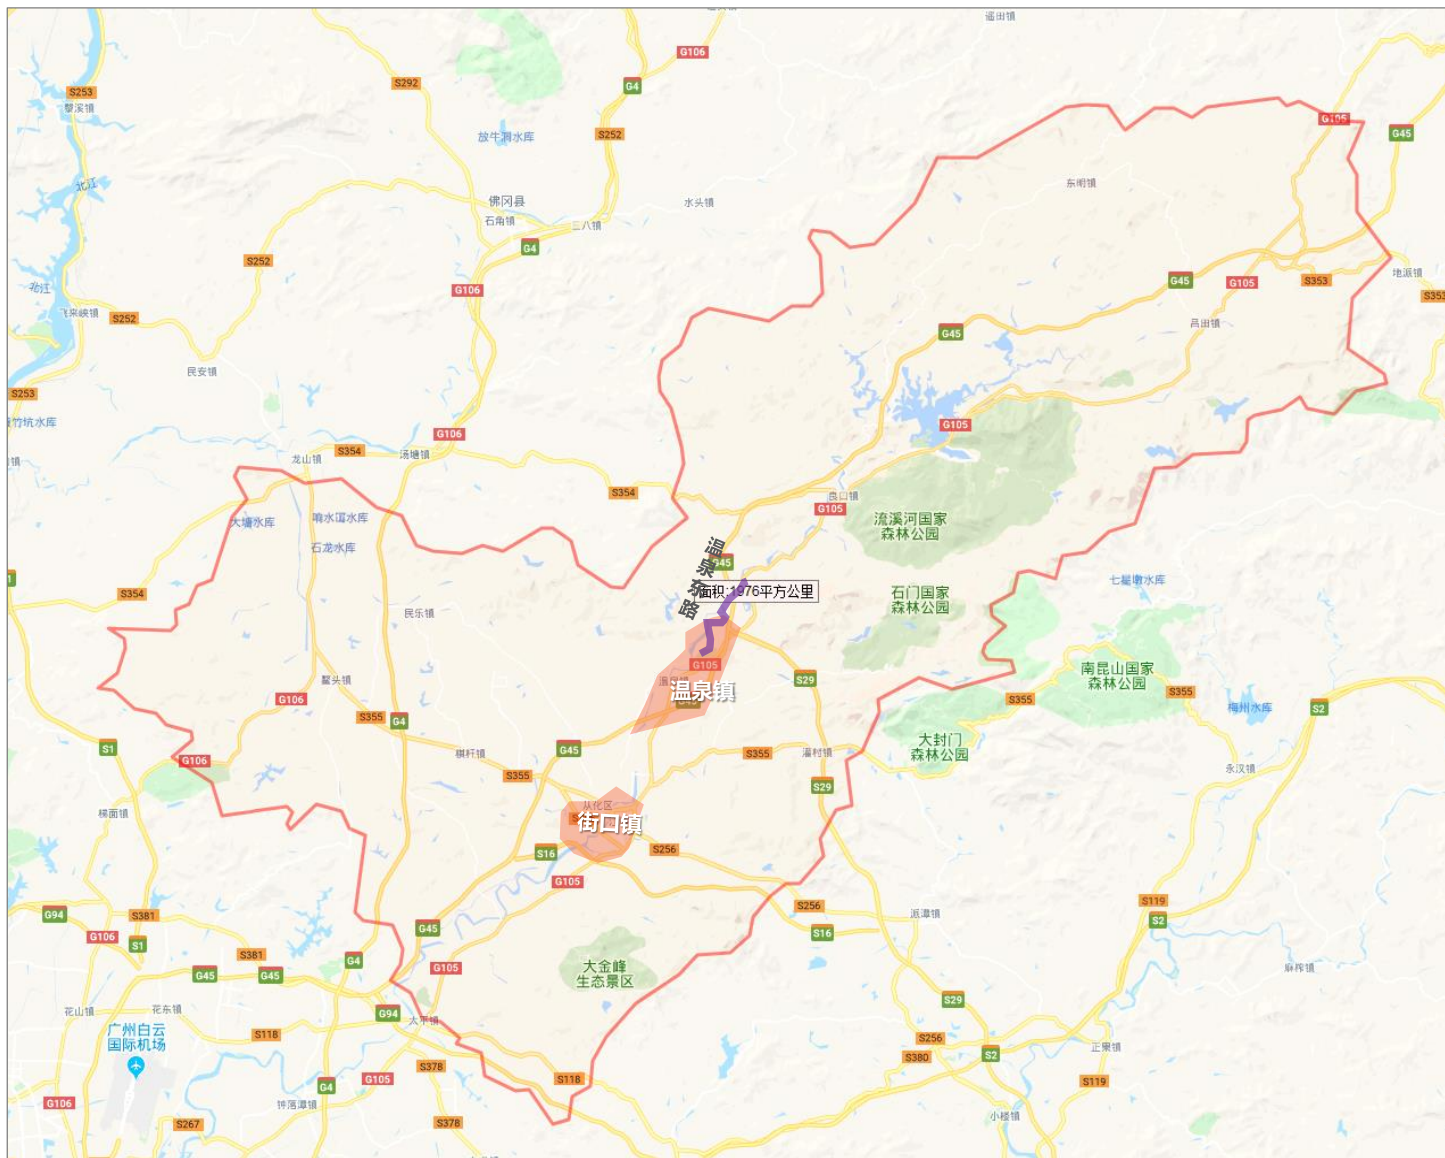 遥田镇
G106
S292
G4
S253
黎溪镇
G106
G45
S252
放牛洞水库
北江
东明镇
佛冈县
水头镇
石角镇
三八镇
G4
S252
地派镇
G45
G105
S353
G106
北江
S353
飞来峡镇
S252
吕田镇
G45
民安镇
S253
G105
G106
S354
汤塘镇
龙山镇
S354
良口镇
G105
大塘水库
响水罛水库
流溪河国家
森林公园
石龙水库
温泉东路
G45
七星墩水库
S354
面积:1976平方公里
石门国家
森林公园
民乐镇
G105
南昆山国家
森林公园
鳌头镇
S29
温泉镇
G106
S355
S355
G45
梅州水库
S355
G4
S2
大封门
森林公园
S1
G45
棋杆镇
S355
灌村镇
G106
永汉镇
S355
S29
从化区
梯面镇
街口镇
S16
S256
G105
S119
S256
G94
S381
派潭镇
S2
G45
S16
G106
S1
S381
G4
大金峰
生态景区
G105
麻榨镇
G45
G45
S29
花山镇
花东镇
G94
太平镇
广州白云
国际机场
S118
S256
正果镇
S380
S2
S378
G105
S118
S119
G4
G106
钟落潭镇
小楼镇
S267
S378